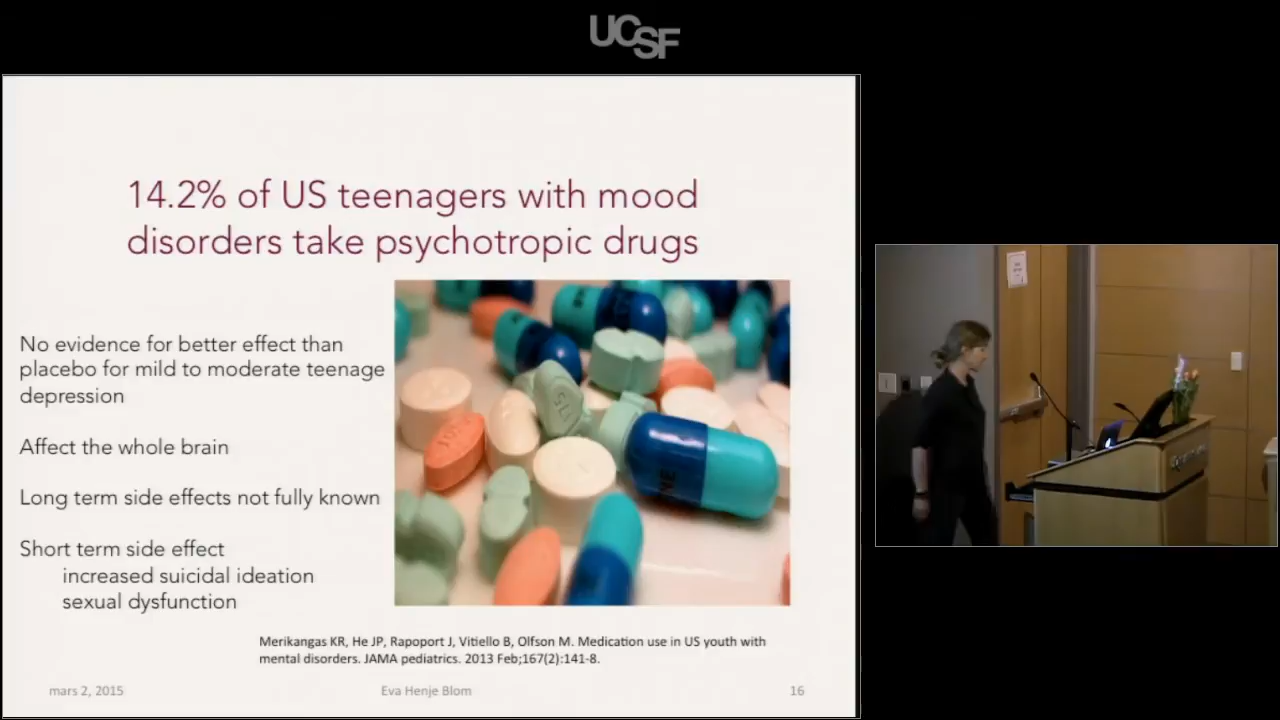 UCSF
14.2% of US teenagers with mood
disorders take psychotropic drugs
No evidence for better effect than
placebo for mild to moderate teenage
depression
Affect the whole brain
Long term side effects not fully known
Short term side effect
increased suicidal ideation
sexual dysfunction
Merikangas KR, He JP, Rapoport J, Vitiello B, Olfson M. Medication use in US youth with
mental disorders. JAMA pediatrics. 2013 Feb;167(2):141-8.
mars 2, 2015
Eva Henje Blom
16